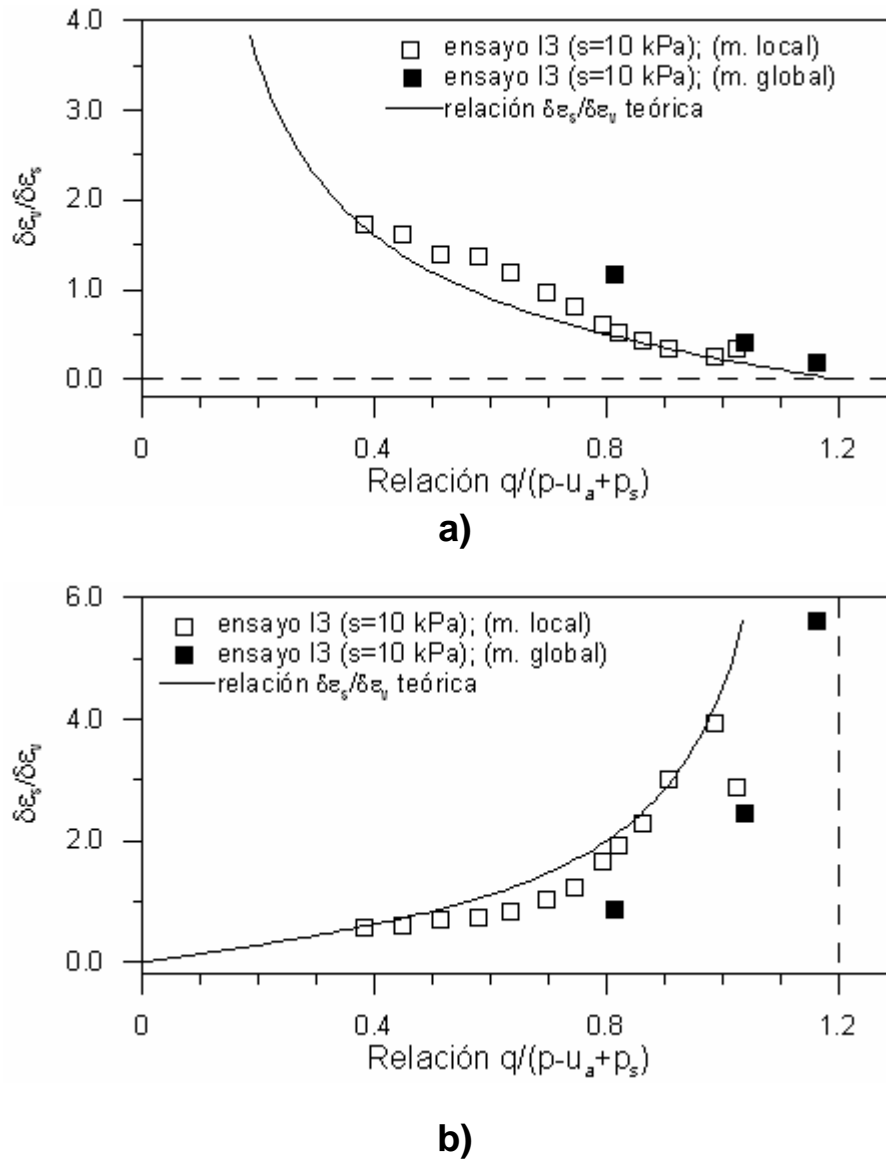 4.0
3.0
2.0
1.0
0.0
δεᵥ/δεₛ
ensayo I3 (s=10 kPa); (m. local)
ensayo I3 (s=10 kPa); (m. global)
relación δεₛ/δεᵥ teórica
0 0.4 0.8 1.2
Relación q/(p-uₐ+pₛ)
a)
6.0
4.0
2.0
0.0
δεₛ/δεᵥ
ensayo I3 (s=10 kPa); (m. local)
ensayo I3 (s=10 kPa); (m. global)
relación δεₛ/δεᵥ teórica
0 0.4 0.8 1.2
Relación q/(p-uₐ+pₛ)
b)